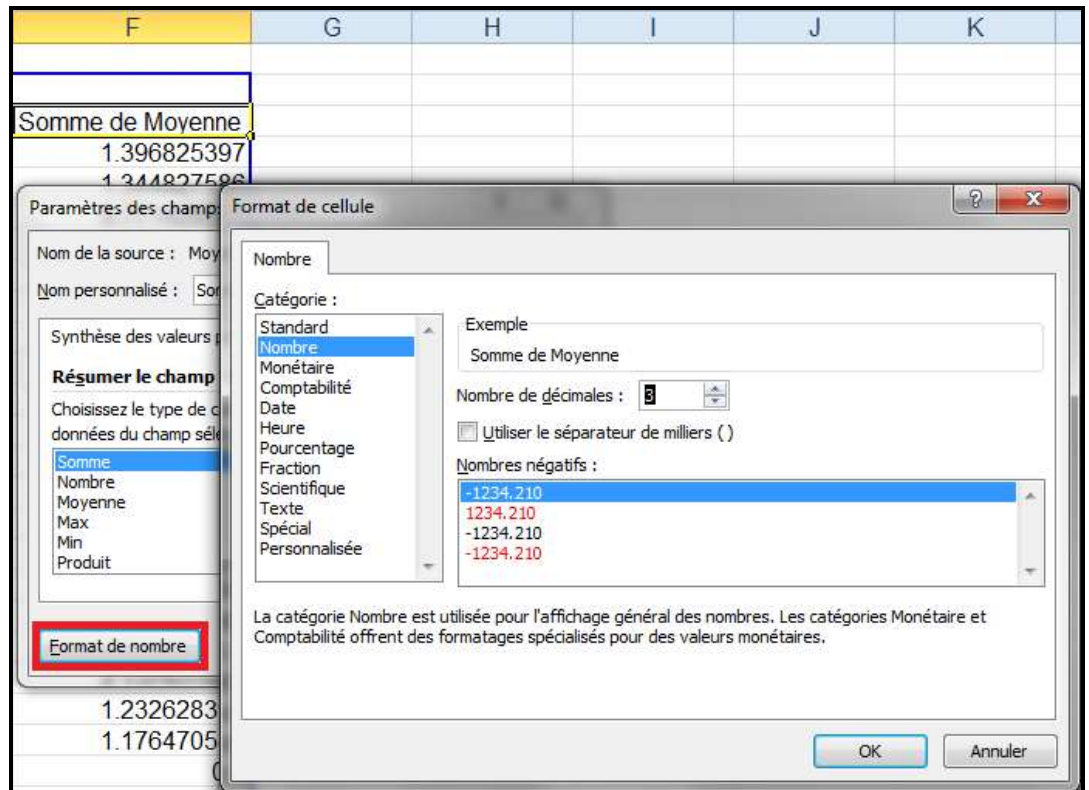 F G H I J K
Somme de Moyenne
1.396825397
1.344827586
Paramètres des champs
Nom de la source : Moy
Nom personnalisé : Son
Synthèse des valeurs p
Résumer le champ
Choisissez le type de c
données du champ séle
Somme
Nombre
Moyenne
Max
Min
Produit
Format de nombre
Format de cellule
Nombre
Catégorie :
Standard
Nombre
Monétaire
Comptabilité
Date
Heure
Pourcentage
Fraction
Scientifique
Texte
Spécial
Personnalisée
Exemple
Somme de Moyenne
Nombre de décimales : 3
Utiliser le séparateur de milliers ( )
Nombres négatifs :
-1234.210
1234.210
-1234.210
-1234.210
La catégorie Nombre est utilisée pour l'affichage général des nombres. Les catégories Monétaire et
Comptabilité offrent des formatages spécialisés pour des valeurs monétaires.
OK Annuler
1.2326283
1.1764705
0